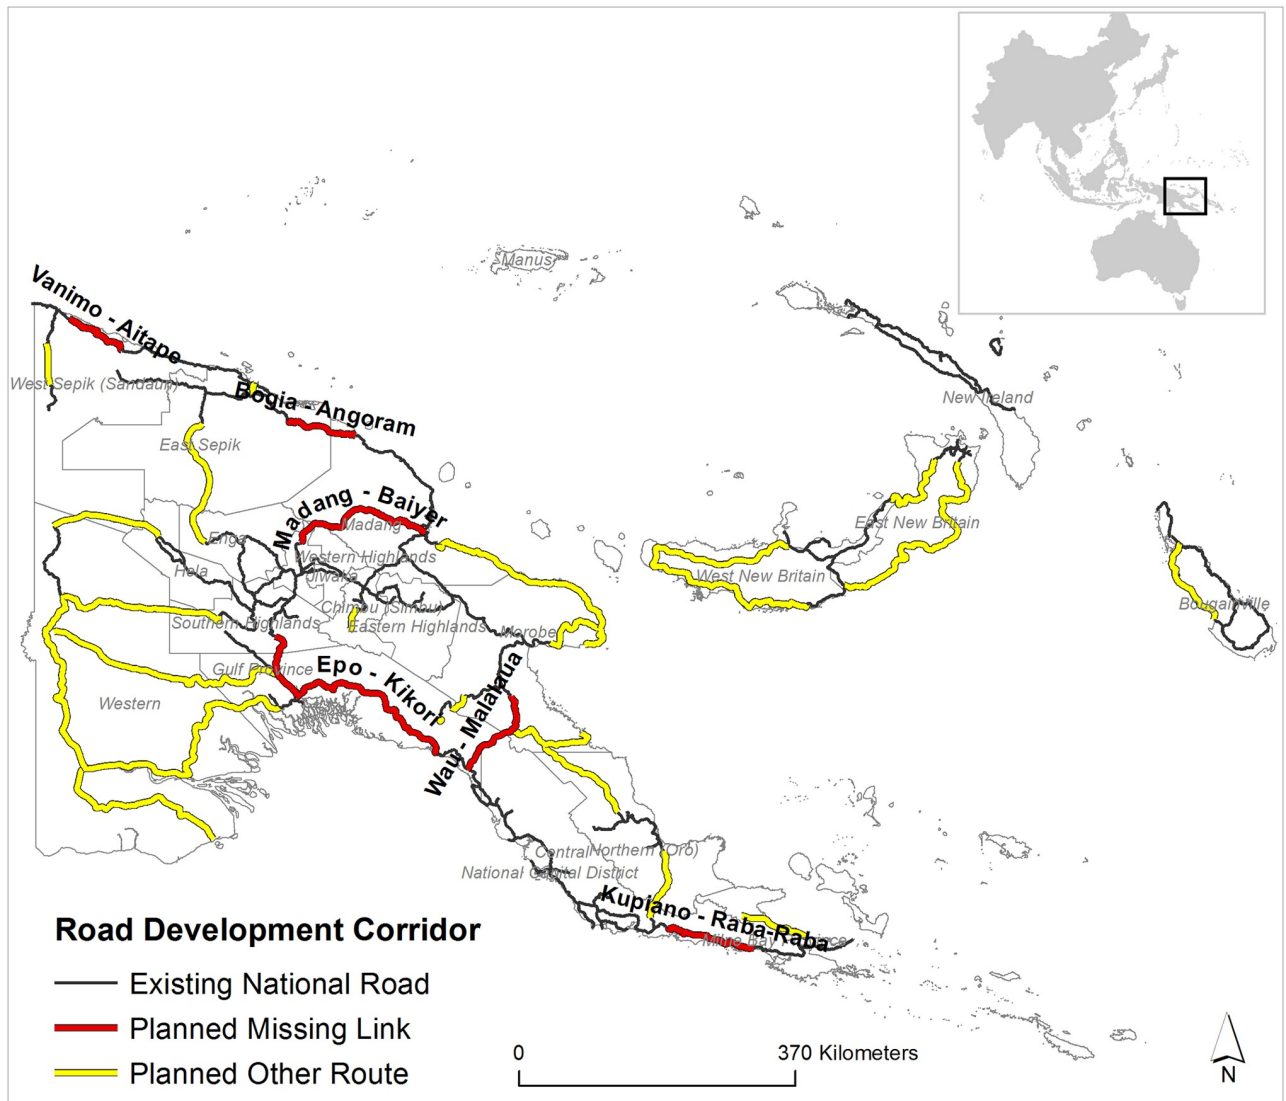 Manus
Vanimo - Aitape
West Sepik (Sandaun)
Bogia - Angoram
New Ireland
East Sepik
Madang - Baiyer
Madang
East New Britain
Enga
Western Highlands
Hela
Jiwaka
West New Britain
Chimbu (Simbu)
Bougainville
Southern Highlands
Eastern Highlands
Morobe
Epo - Kikori
Gulf Province
Wau - Malalaua
Western
Central
Northern (Oro)
National Capital District
Kupiano - Raba-Raba
Milne Bay Province
Road Development Corridor
Existing National Road
Planned Missing Link
Planned Other Route
0
370 Kilometers
N